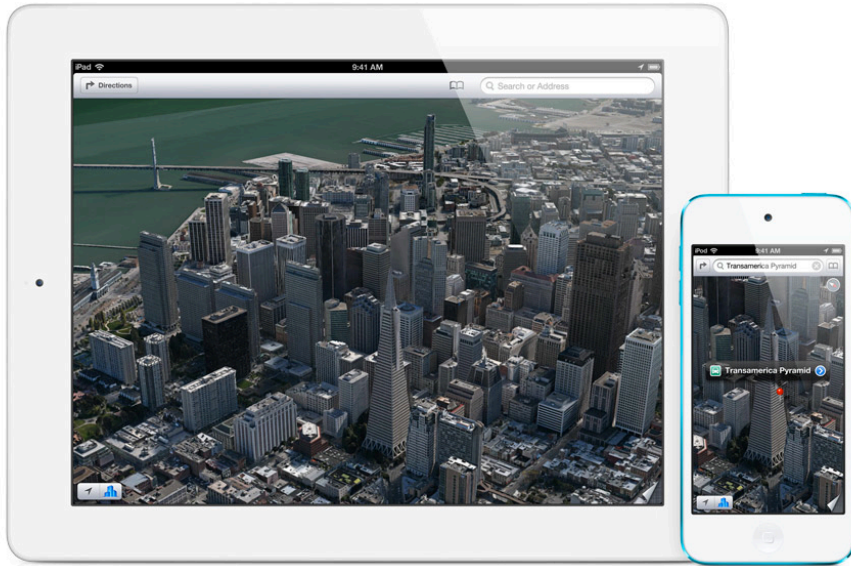 iPad
9:41 AM
Directions
Search or Address
iPod
9:41 AM
Transamerica Pyramid
Transamerica Pyramid